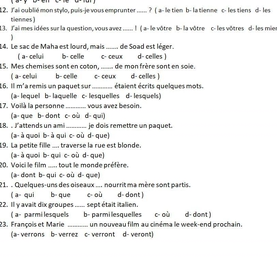 12. J'ai oublié mon stylo, puis-je vous emprunter ...... ? ( a- le tien b- la tienne c- les tiens d- les
tiennes )
13. J'ai mes idées sur la question, vous avez ...... ! ( a-le vôtre b- la vôtre c- les vôtres d- les
)
14. Le sac de Maha est lourd, mais ...... de Soad est léger.
( a- celui b- celle c- ceux d- celles )
15. Mes chemises sont en coton, ....... de mon frère sont en soie.
( a- celui b- celle c- ceux d- celles )
16. Il m'a remis un paquet sur ........... étaient écrits quelques mots.
(a- lequel b- laquelle c- lesquelles d- lesquels)
17. Voilà la personne ........... vous avez besoin.
(a- que b- dont c- où d- qui)
18. . J'attends un ami ........... je dois remettre un paquet.
(a- à quoi b- à qui c- où d- que)
19. La petite fille .... traverse la rue est blonde.
(a- à quoi b- qui c- où d- que)
20. Voici le film ..... tout le monde préfère.
(a- dont b- qui c- où d- que)
21. . Quelques-uns des oiseaux .... nourrit ma mère sont partis.
( a- qui b- que c- où d- dont )
22. Il y avait dix groupes ...... sept était italien.
( a- parmi lesquels b- parmi lesquelles c- où d- dont )
23. François et Marie ........... un nouveau film au cinéma le week-end prochain.
(a- verrons b- verrez c- verront d- veront)